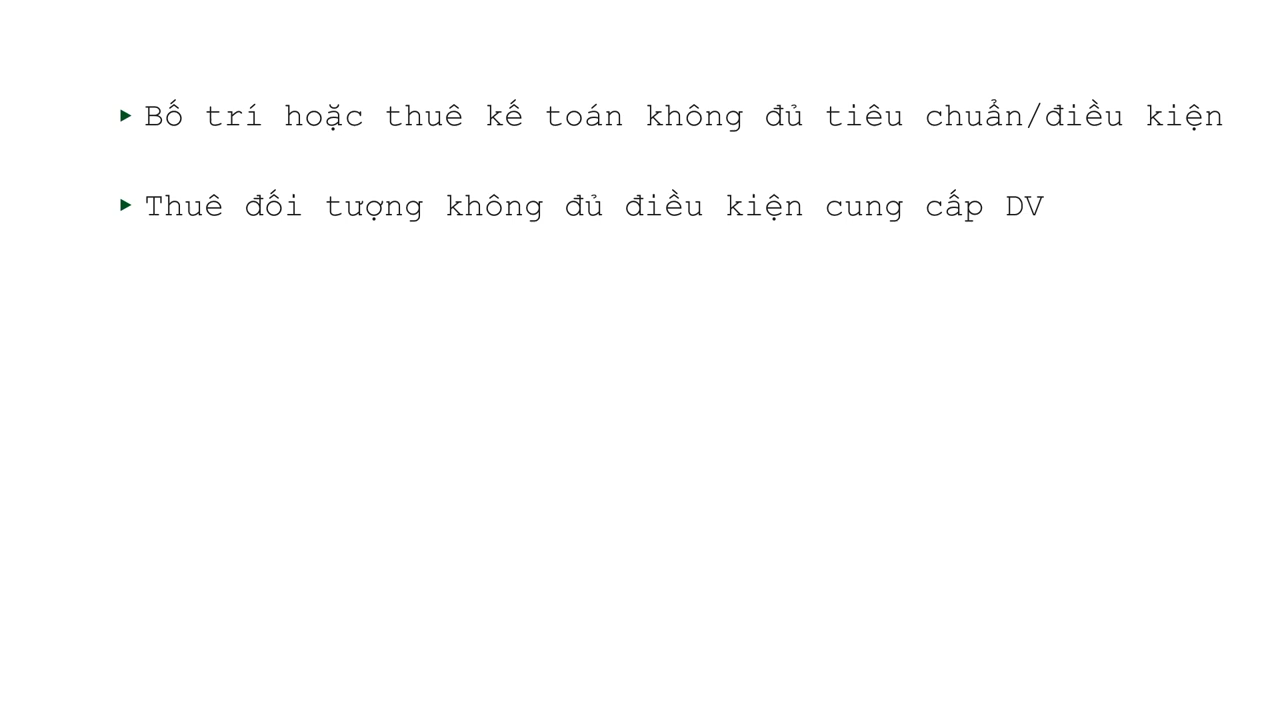 ▸ Bố trí hoặc thuê kế toán không đủ tiêu chuẩn/điều kiện
▸ Thuê đối tượng không đủ điều kiện cung cấp DV